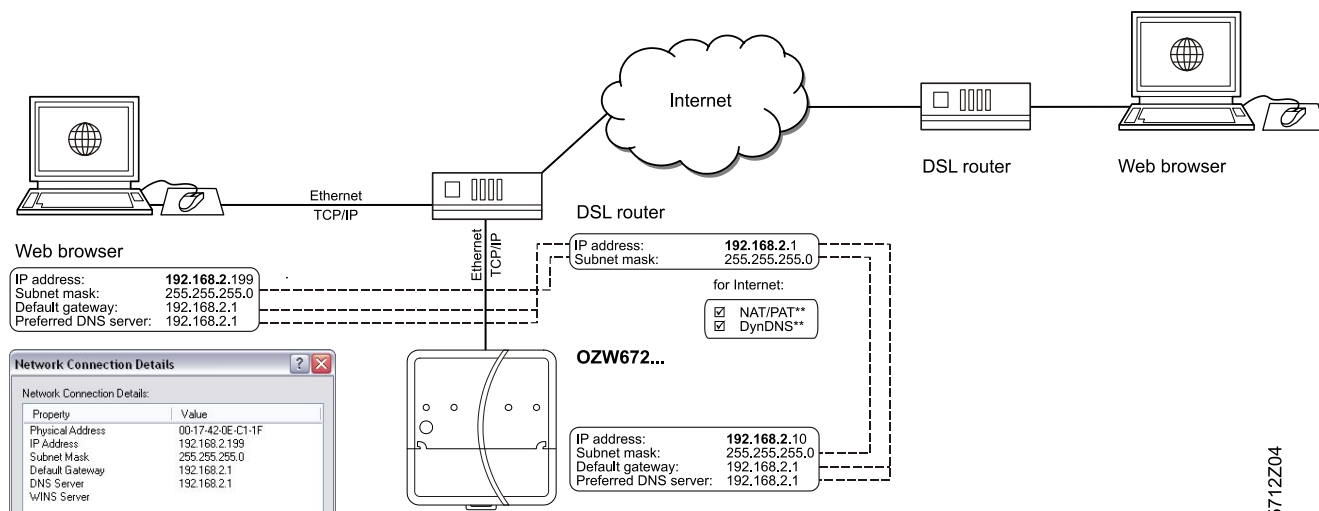 Internet
DSL router
Web browser
Ethernet
TCP/IP
DSL router
Web browser
Ethernet
TCP/IP
IP address: 192.168.2.1
Subnet mask: 255.255.255.0
for Internet:
NAT/PAT**
DynDNS**
IP address: 192.168.2.199
Subnet mask: 255.255.255.0
Default gateway: 192.168.2.1
Preferred DNS server: 192.168.2.1
OZW672...
IP address: 192.168.2.10
Subnet mask: 255.255.255.0
Default gateway: 192.168.2.1
Preferred DNS server: 192.168.2.1
Network Connection Details
Network Connection Details:
Property Value
Physical Address 00-17-42-0E-C1-1F
IP Address 192.168.2.199
Subnet Mask 255.255.255.0
Default Gateway 192.168.2.1
DNS Server 192.168.2.1
WINS Server